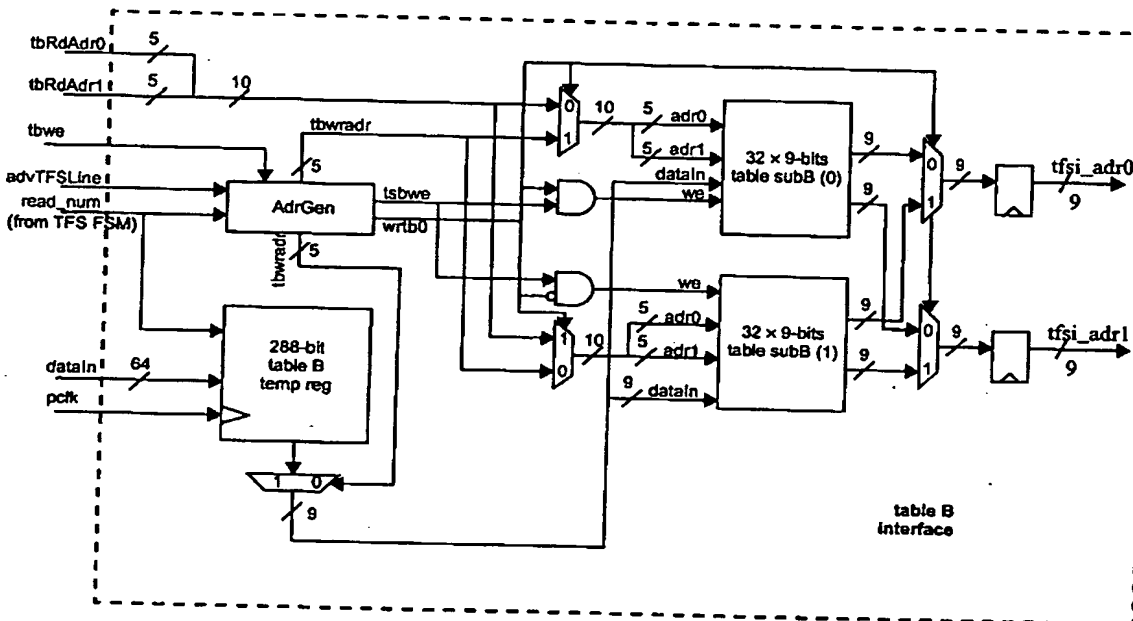 tbRdAdr0
5
tbRdAdr1
5
10
tbwe
tbwradr
5
advTFSLine
read_num
(from TFS FSM)
AdrGen
tsbwe
wrtb0
tbwradr
5
0
1
10
5
adr0
5
adr1
dataIn
we
32 × 9-bits
table subB (0)
9
9
0
1
9
tfsi_adr0
9
we
5
adr0
5
adr1
9
dataIn
1
0
10
32 × 9-bits
table subB (1)
9
9
0
1
9
tfsi_adr1
9
dataIn
64
pclk
288-bit
table B
temp reg
1 0
9
table B
interface